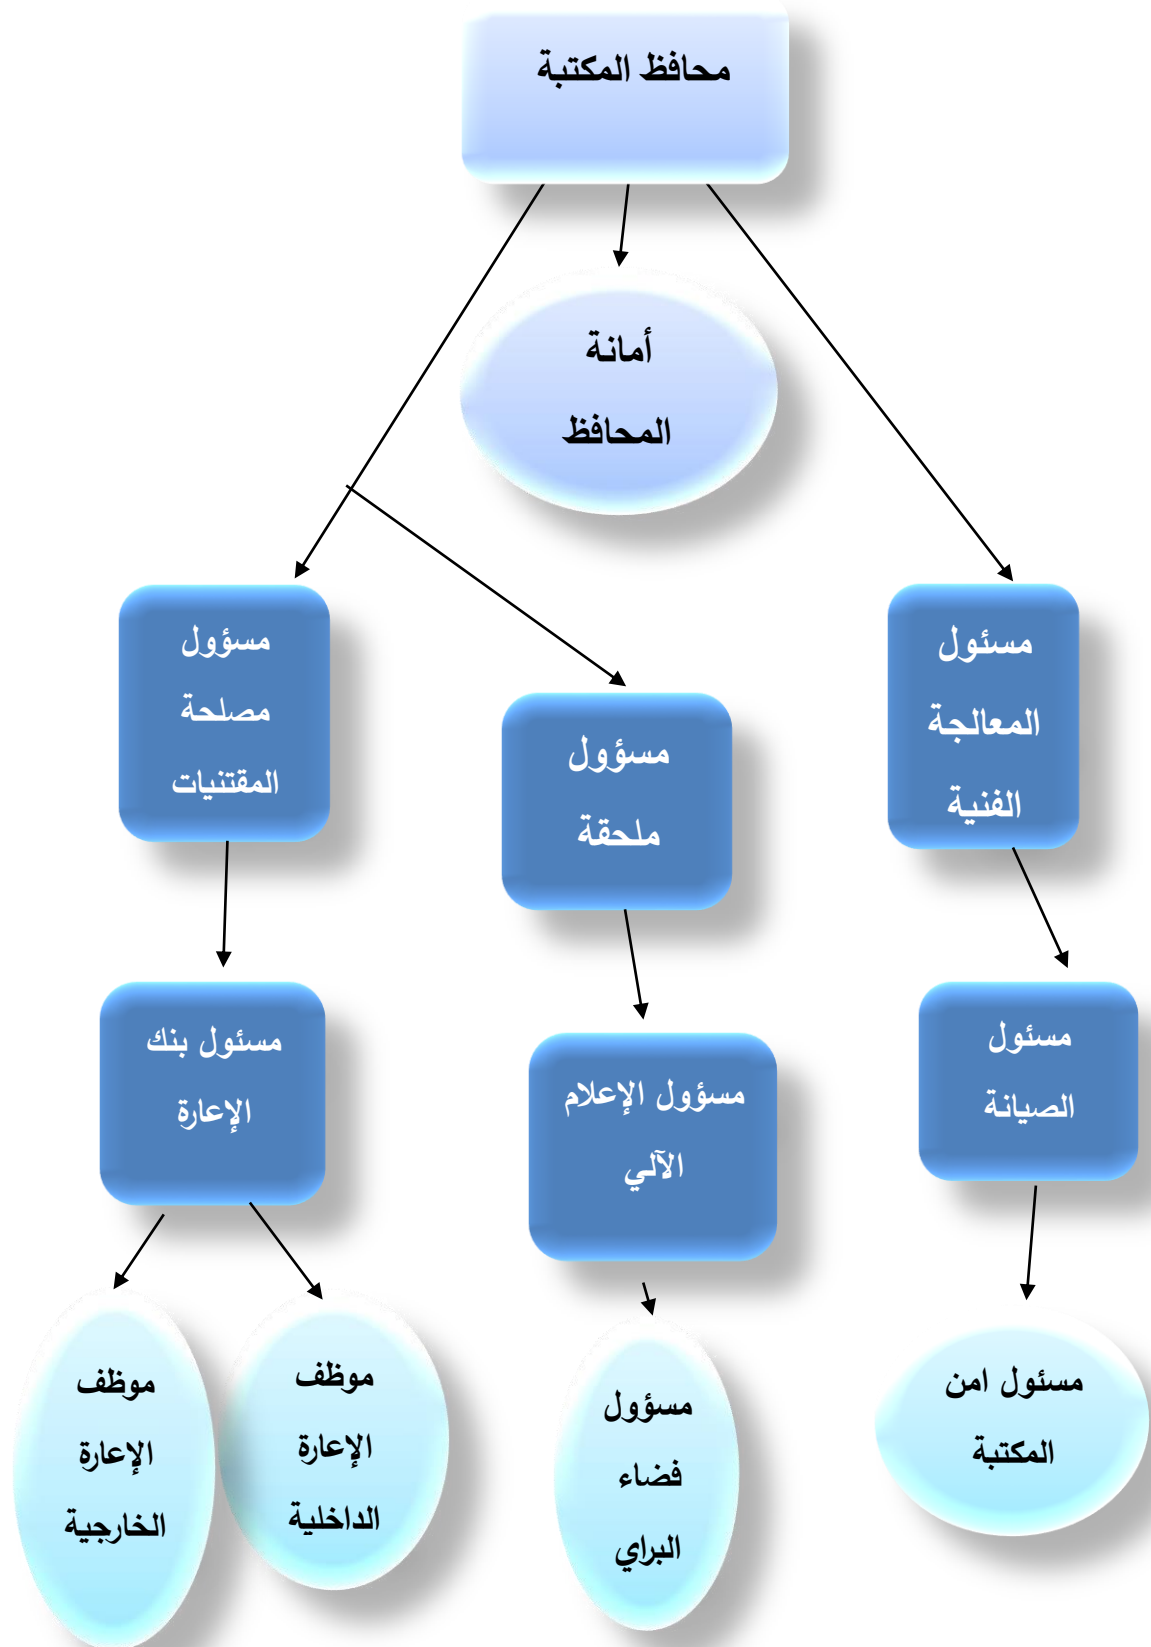 محافظ المكتبة
أمانة
المحافظ
مسئول
المعالجة
الفنية
مسؤول
ملحقة
مسؤول
مصلحة
المقتنيات
مسئول
الصيانة
مسؤول الإعلام
الآلي
مسئول بنك
الإعارة
مسئول امن
المكتبة
مسؤول
فضاء
البراي
موظف
الإعارة
الداخلية
موظف
الإعارة
الخارجية